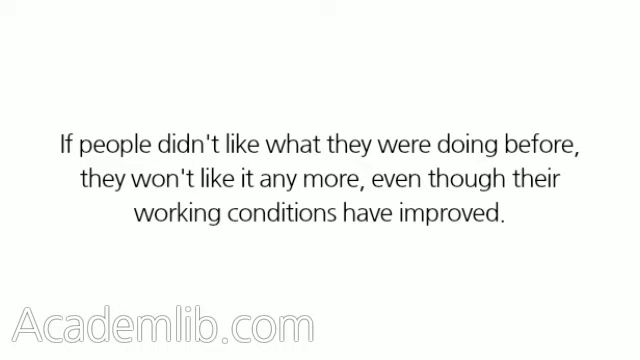 If people didn't like what they were doing before,
they won't like it any more, even though their
working conditions have improved.
Academlib.com